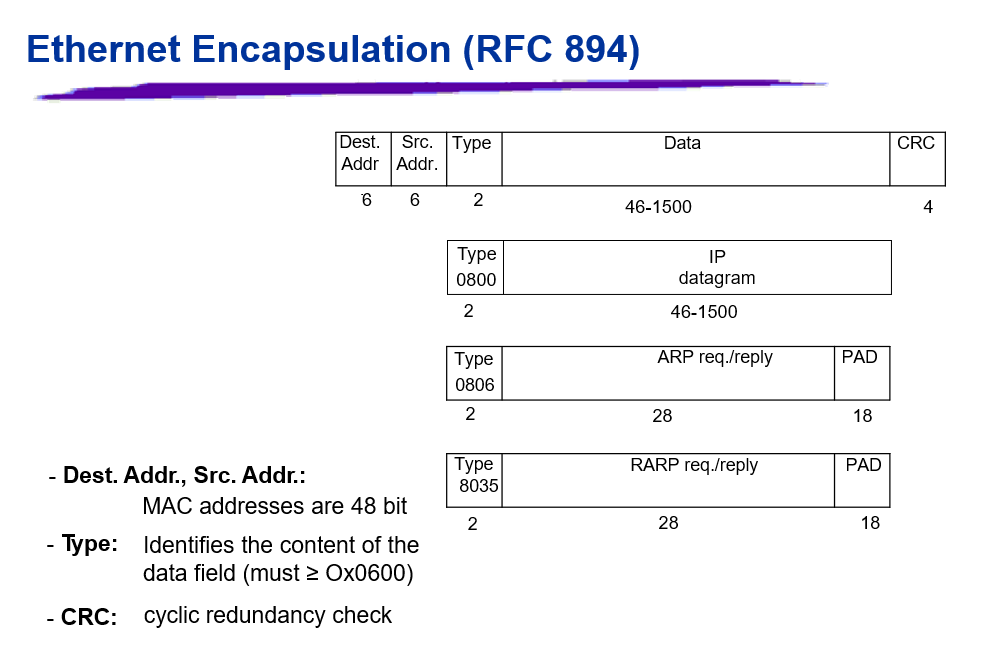 Ethernet Encapsulation (RFC 894)
Dest. Addr
Src. Addr.
Type
Data
CRC
6
6
2
46-1500
4
Type 0800
IP datagram
2
46-1500
Type 0806
ARP req./reply
PAD
2
28
18
Type 8035
RARP req./reply
PAD
2
28
18
- Dest. Addr., Src. Addr.:
MAC addresses are 48 bit
- Type: Identifies the content of the
data field (must ≥ Ox0600)
- CRC: cyclic redundancy check